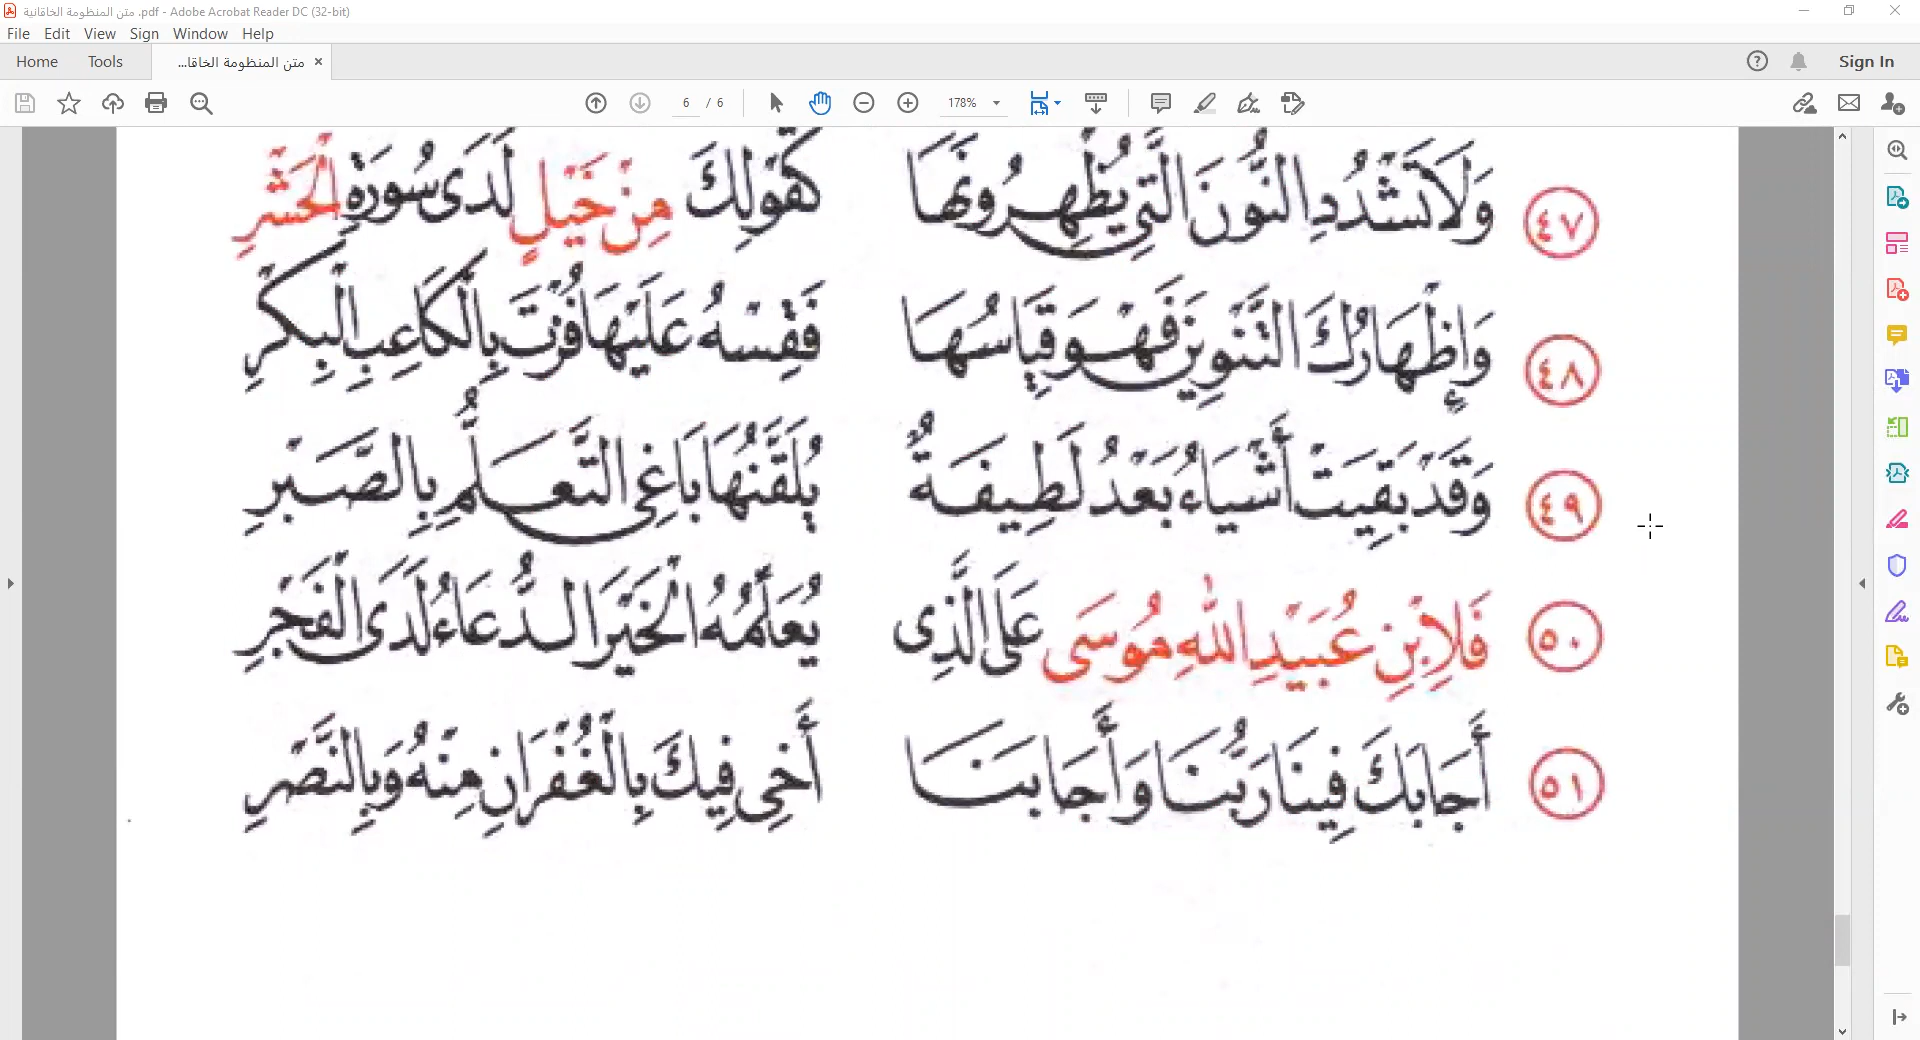 متن المنظومة الخاقانية .pdf - Adobe Acrobat Reader DC (32-bit)
File Edit View Sign Window Help
Home Tools متن المنظومة الخاقا... × Sign In
6 / 6 178%
٤٧ وَلَا تَشْدُدِ النُّونَ الَّتِي يُظْهِرُونَهَا كَقَوْلِكَ مِنْ خَيْلٍ لَدَى سُورَةِ الْحَشْرِ
٤٨ وَإِظْهَارُكَ التَّنْوِينَ فَهْوَ قِيَاسُهَا فَقِسْهُ عَلَيْهَا فُزْتَ بِالْكَاعِبِ الْبِكْرِ
٤٩ وَقَدْ بَقِيَتْ أَشْيَاءُ بَعْدُ لَطِيفَةٌ يُلَقَّنُهَا بَاغِي التَّعَلُّمِ بِالصَّبْرِ
٥٠ فَلِابْنِ عُبَيْدِ اللهِ مُوسَى عَلَى الَّذِى يُعَلِّمُهُ الْخَيْرَ الدُّعَاءُ لَدَى الْفَجْرِ
٥١ أَجَابَكَ فِينَا رَبُّنَا وَأَجَابَنَا أَخِي فِيكَ بِالْغُفْرَانِ مِنْهُ وَبِالنَّصْرِ